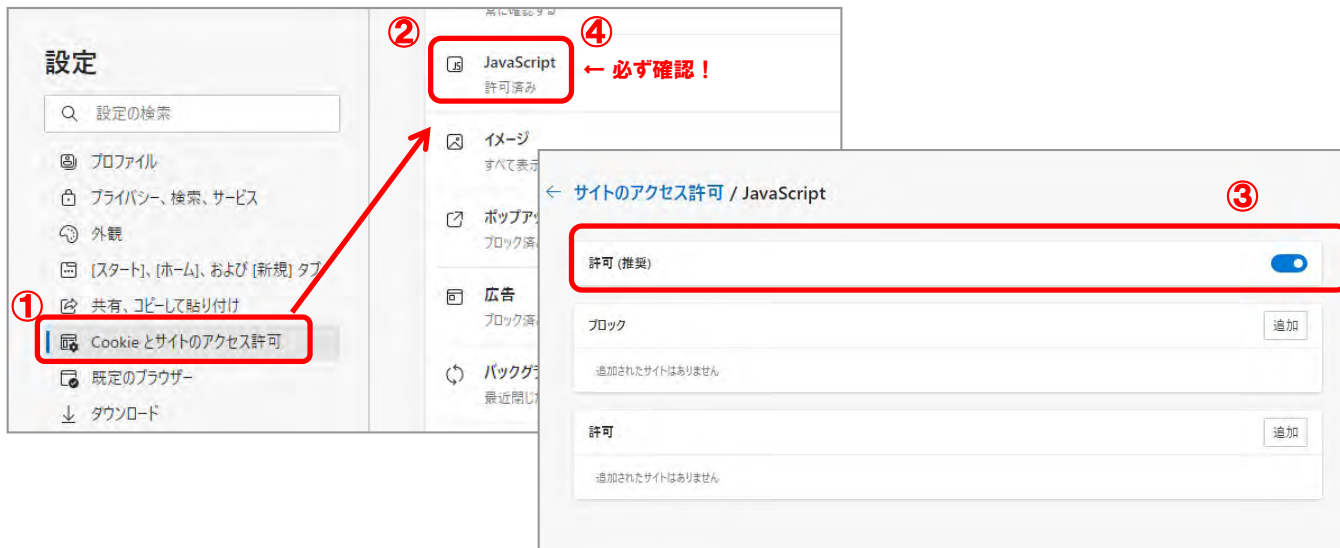 設定
設定の検索
プロファイル
プライバシー、検索、サービス
外観
[スタート]、[ホーム]、および [新規] タブ
① 共有、コピーして貼り付け
Cookie とサイトのアクセス許可
既定のブラウザー
ダウンロード
② ④
JavaScript
許可済み
← 必ず確認！
イメージ
すべて表示
ポップアッ
ブロック済
広告
ブロック済
バックグ
最近閉じ
← サイトのアクセス許可 / JavaScript
③
許可 (推奨)
ブロック
追加
追加されたサイトはありません
許可
追加
追加されたサイトはありません